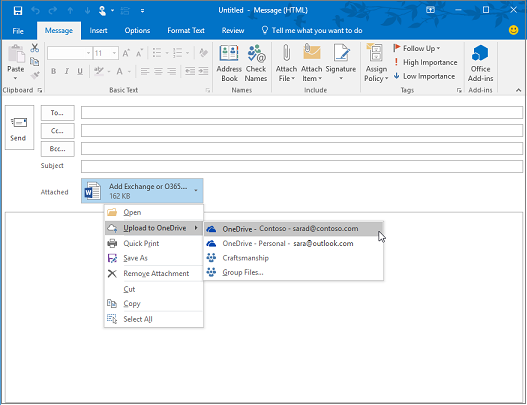 Untitled - Message (HTML)
File Message Insert Options Format Text Review Tell me what you want to do
Paste
11
B I U
A
Address Book
Check Names
Attach File
Attach Item
Signature
Assign Policy
Follow Up
High Importance
Low Importance
Office Add-ins
Clipboard Basic Text Names Include Tags Add-ins
Send
To...
Cc...
Bcc...
Subject
Attached
Add Exchange or O365...
162 KB
Open
Upload to OneDrive
Quick Print
Save As
Remove Attachment
Cut
Copy
Select All
OneDrive - Contoso - sarad@contoso.com
OneDrive - Personal - sara@outlook.com
Craftsmanship
Group Files...